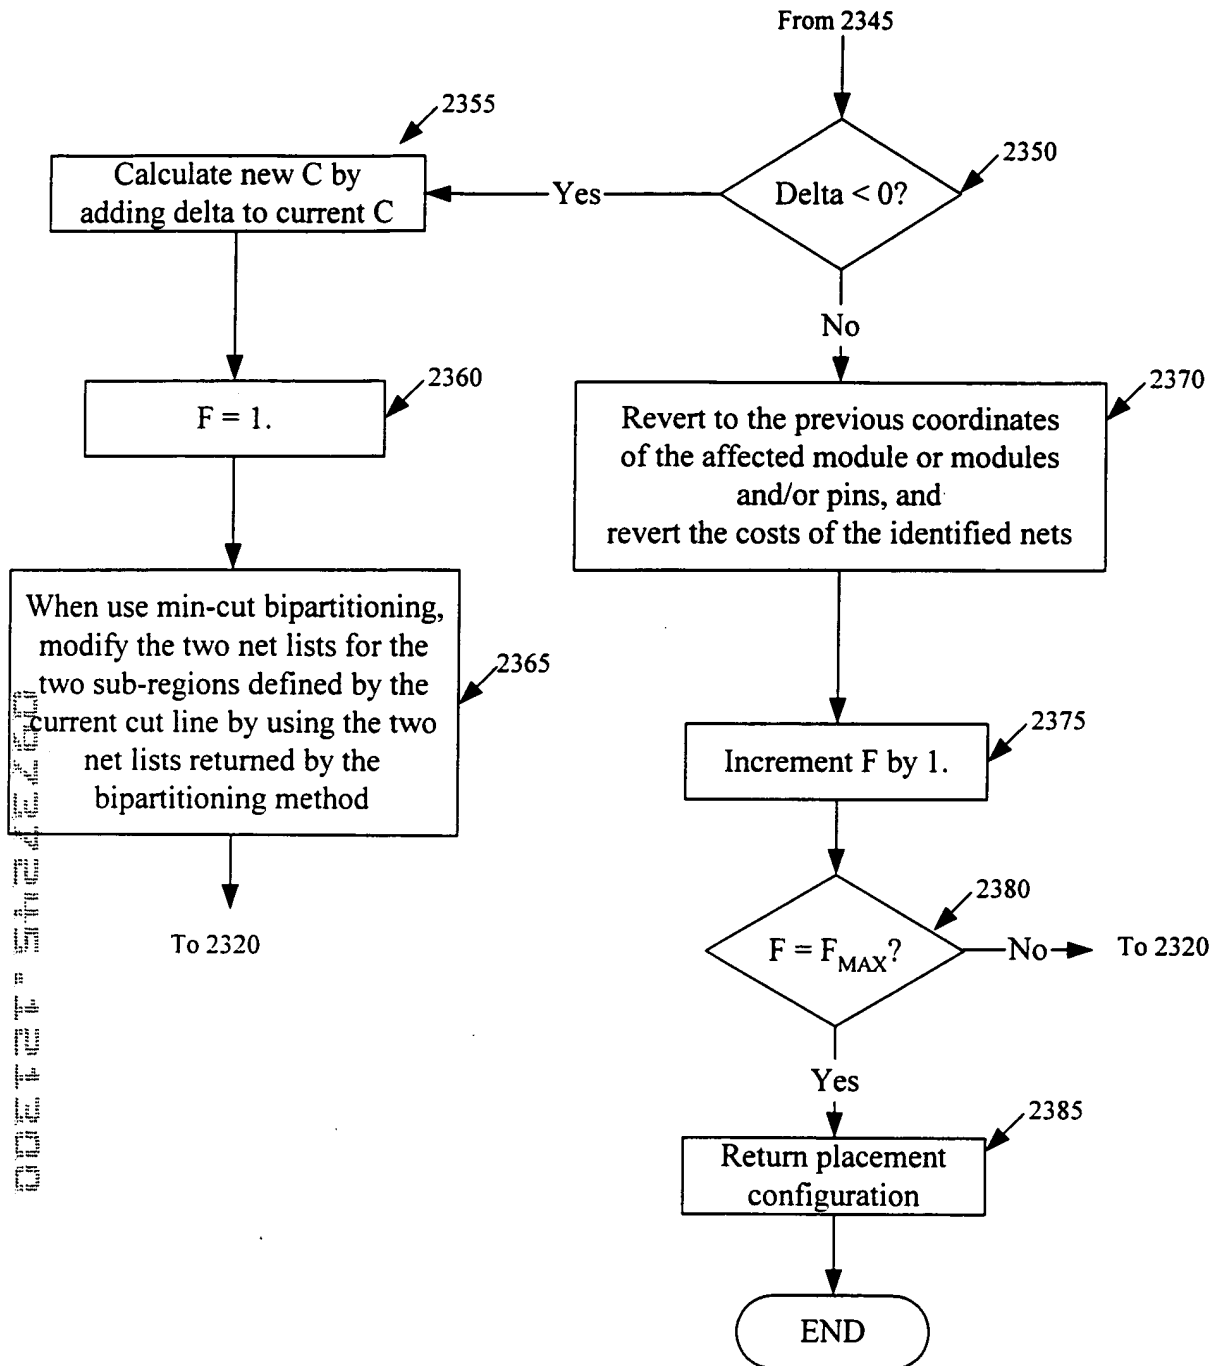 From 2345
2355
2350
Calculate new C by
adding delta to current C
Yes
Delta < 0?
No
2360
F = 1.
2370
Revert to the previous coordinates
of the affected module or modules
and/or pins, and
revert the costs of the identified nets
When use min-cut bipartitioning,
modify the two net lists for the
two sub-regions defined by the
current cut line by using the two
net lists returned by the
bipartitioning method
2365
2375
Increment F by 1.
To 2320
2380
F = FMAX?
No
To 2320
Yes
2385
Return placement
configuration
END